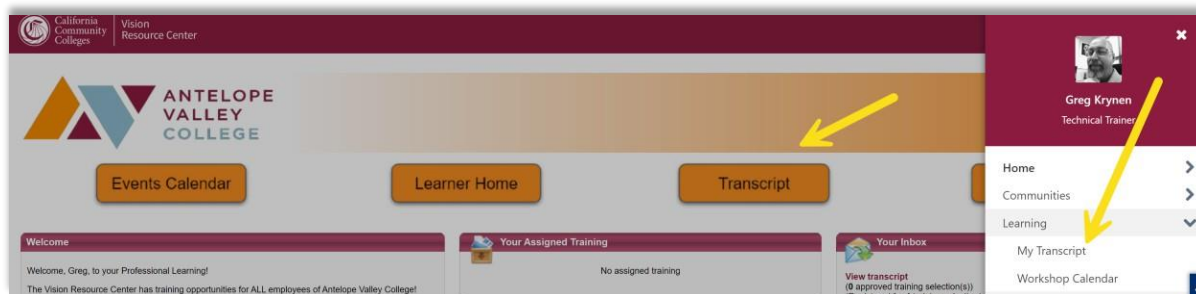 California
Community
Colleges
Vision
Resource Center
ANTELOPE
VALLEY
COLLEGE
Events Calendar
Learner Home
Transcript
Welcome
Welcome, Greg, to your Professional Learning!
The Vision Resource Center has training opportunities for ALL employees of Antelope Valley College!
Your Assigned Training
No assigned training
Your Inbox
View transcript
(0 approved training selection(s))
Greg Krynen
Technical Trainer
Home
Communities
Learning
My Transcript
Workshop Calendar